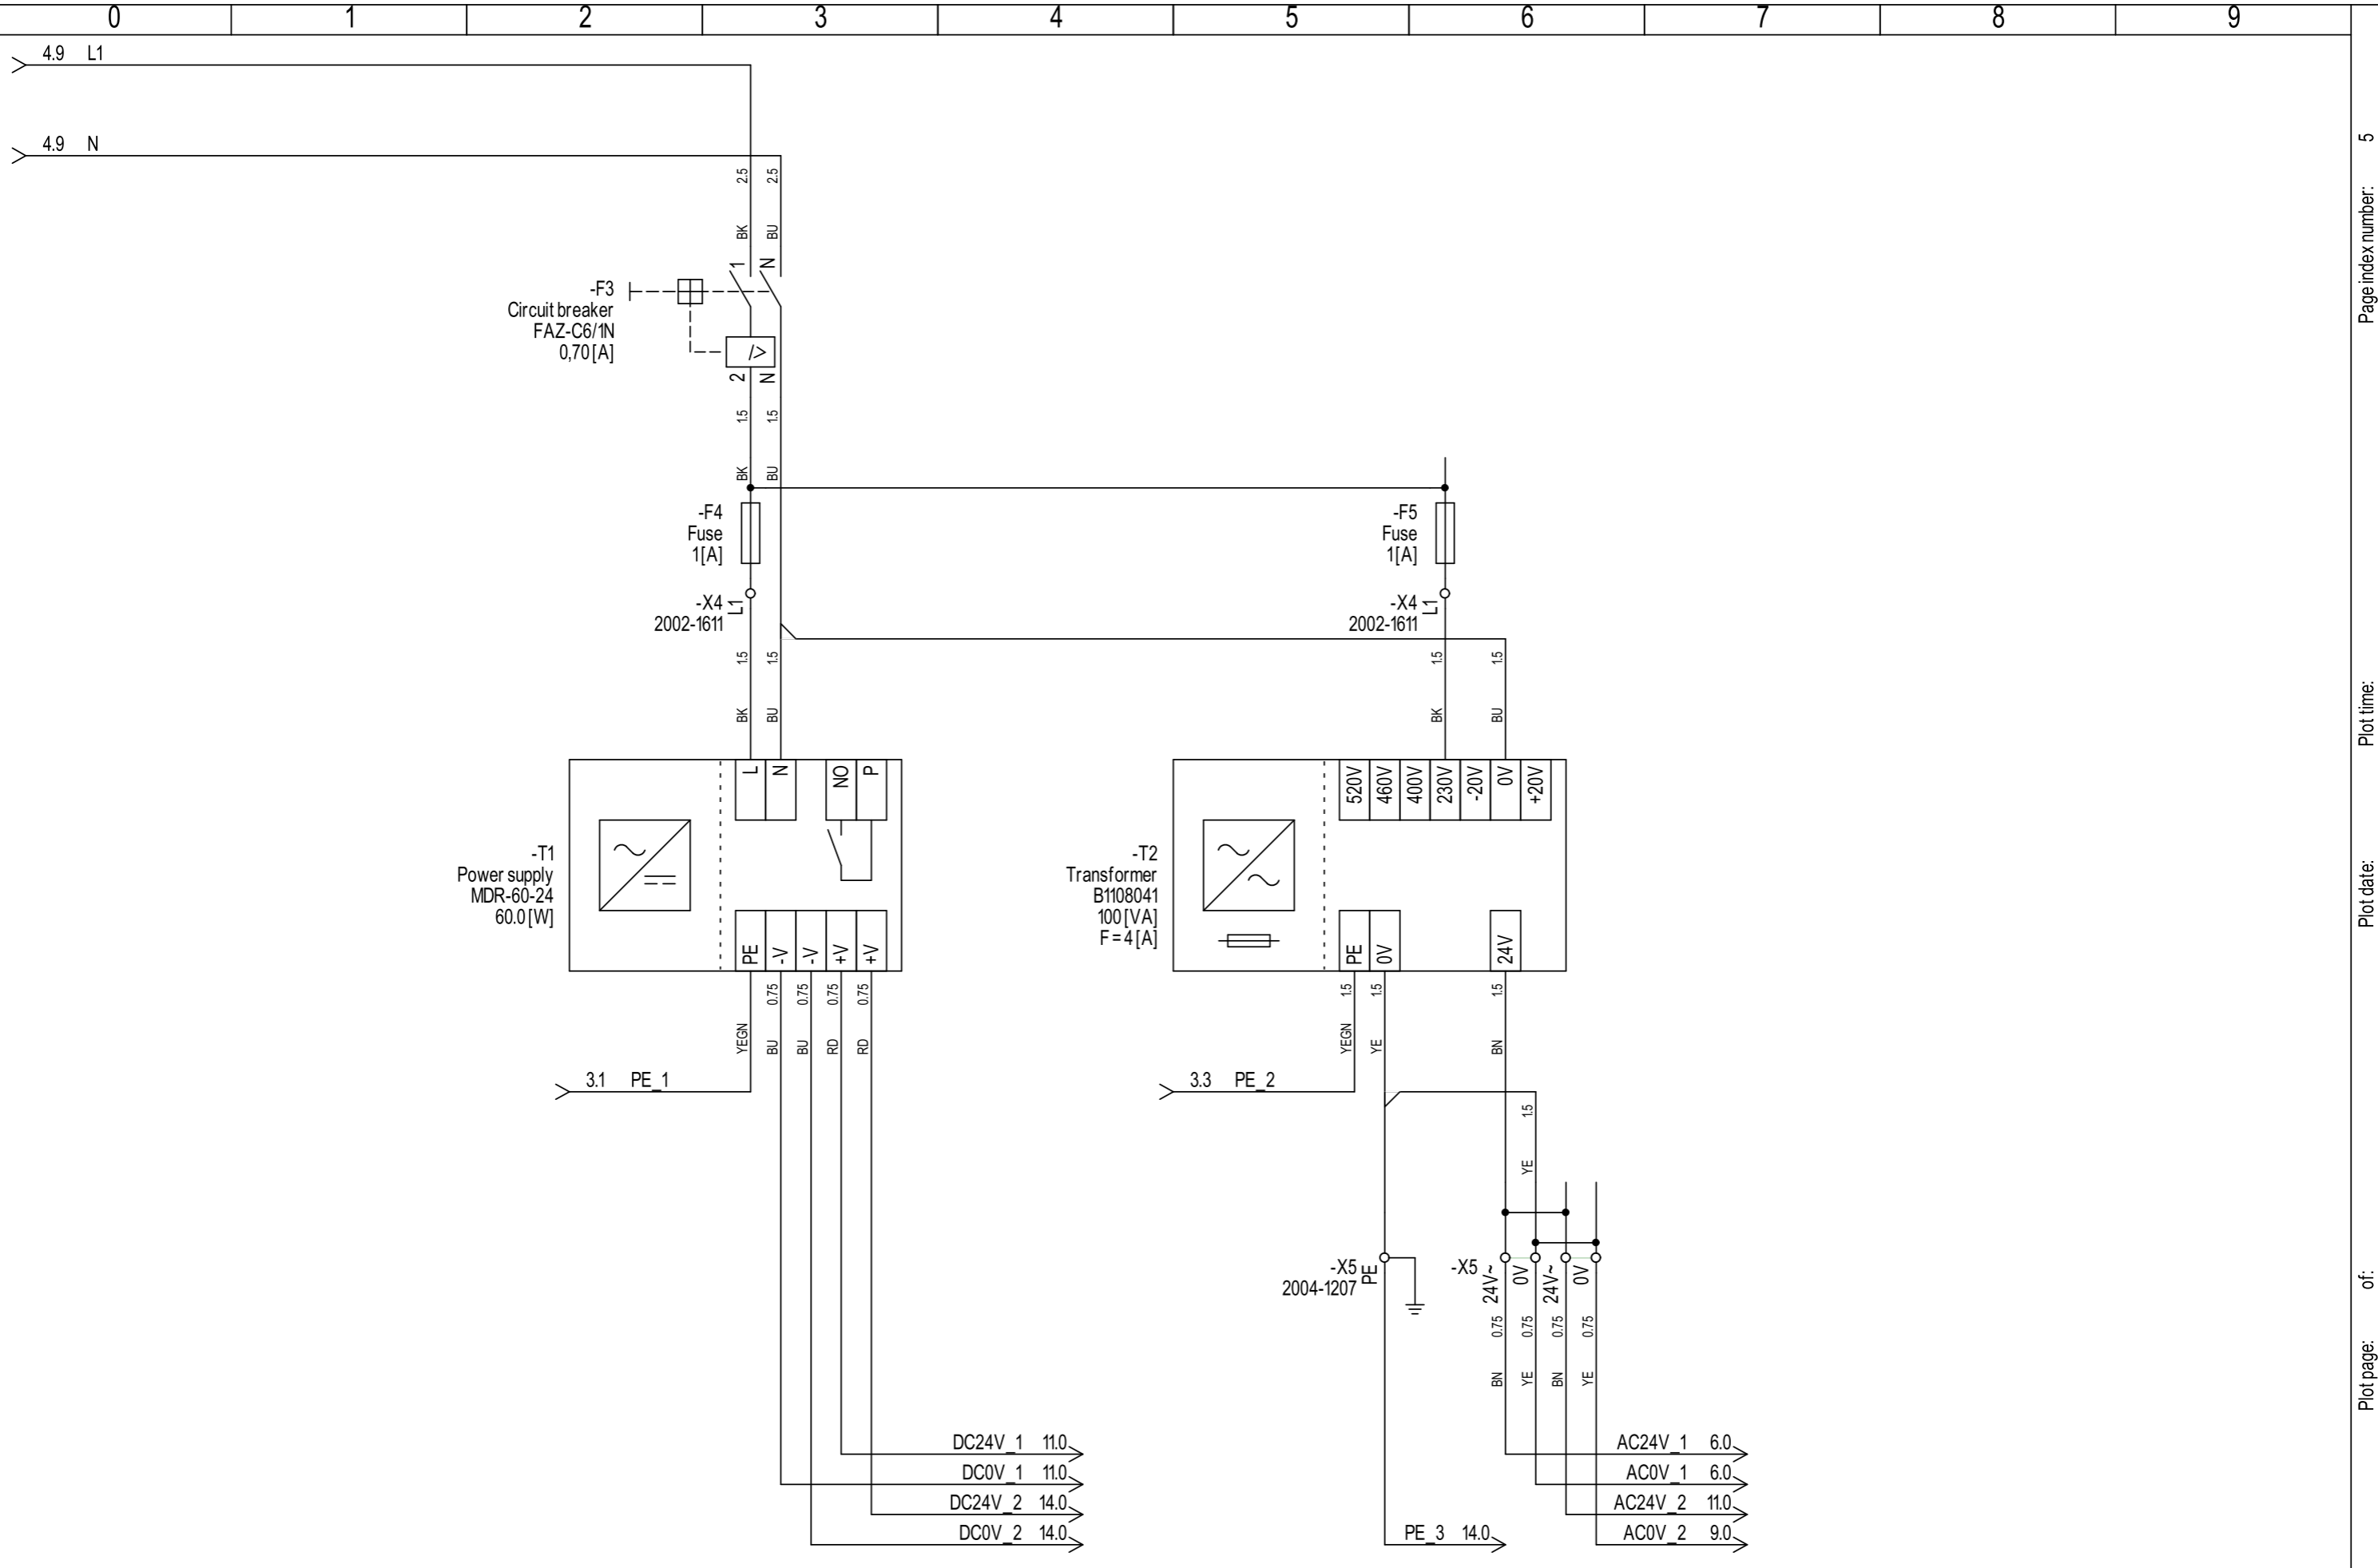 0 1 2 3 4 5 6 7 8 9
4.9 L1
4.9 N
2.5 2.5
BK BU
1 N
-F3
Circuit breaker
FAZ-C6/1N
0,70 [A]
I>
2 N
1.5 1.5
BK BU
-F4
Fuse
1 [A]
-F5
Fuse
1 [A]
-X4 L1
2002-1611
-X4 L1
2002-1611
1.5 1.5 1.5 1.5
BK BU BK BU
L N NO P
520V 460V 400V 230V -20V 0V +20V
-T1
Power supply
MDR-60-24
60.0 [W]
-T2
Transformer
B1108041
100 [VA]
F = 4 [A]
PE -V -V +V +V
PE 0V 24V
0.75 0.75 0.75 0.75
1.5 1.5 1.5
YEGN BU BU RD RD
YEGN YE BN
3.1 PE_1
3.3 PE_2
1.5
YE
-X5 PE
2004-1207
-X5 24V~ 0V 24V~ 0V
0.75 0.75 0.75 0.75
BN YE BN YE
DC24V_1 11.0
DC0V_1 11.0
DC24V_2 14.0
DC0V_2 14.0
PE_3 14.0
AC24V_1 6.0
AC0V_1 6.0
AC24V_2 11.0
AC0V_2 9.0
Page index number: 5
Plot time:
Plot date:
Plot page: of: